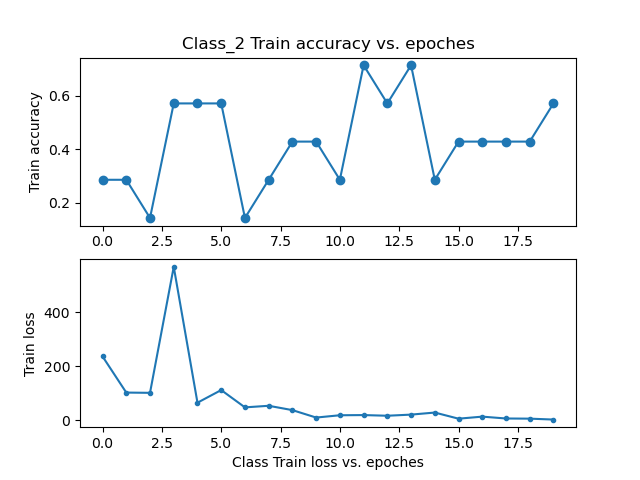 Class_2 Train accuracy vs. epoches
Train accuracy
0.6
0.4
0.2
0.0 2.5 5.0 7.5 10.0 12.5 15.0 17.5
Train loss
400
200
0
0.0 2.5 5.0 7.5 10.0 12.5 15.0 17.5
Class Train loss vs. epoches